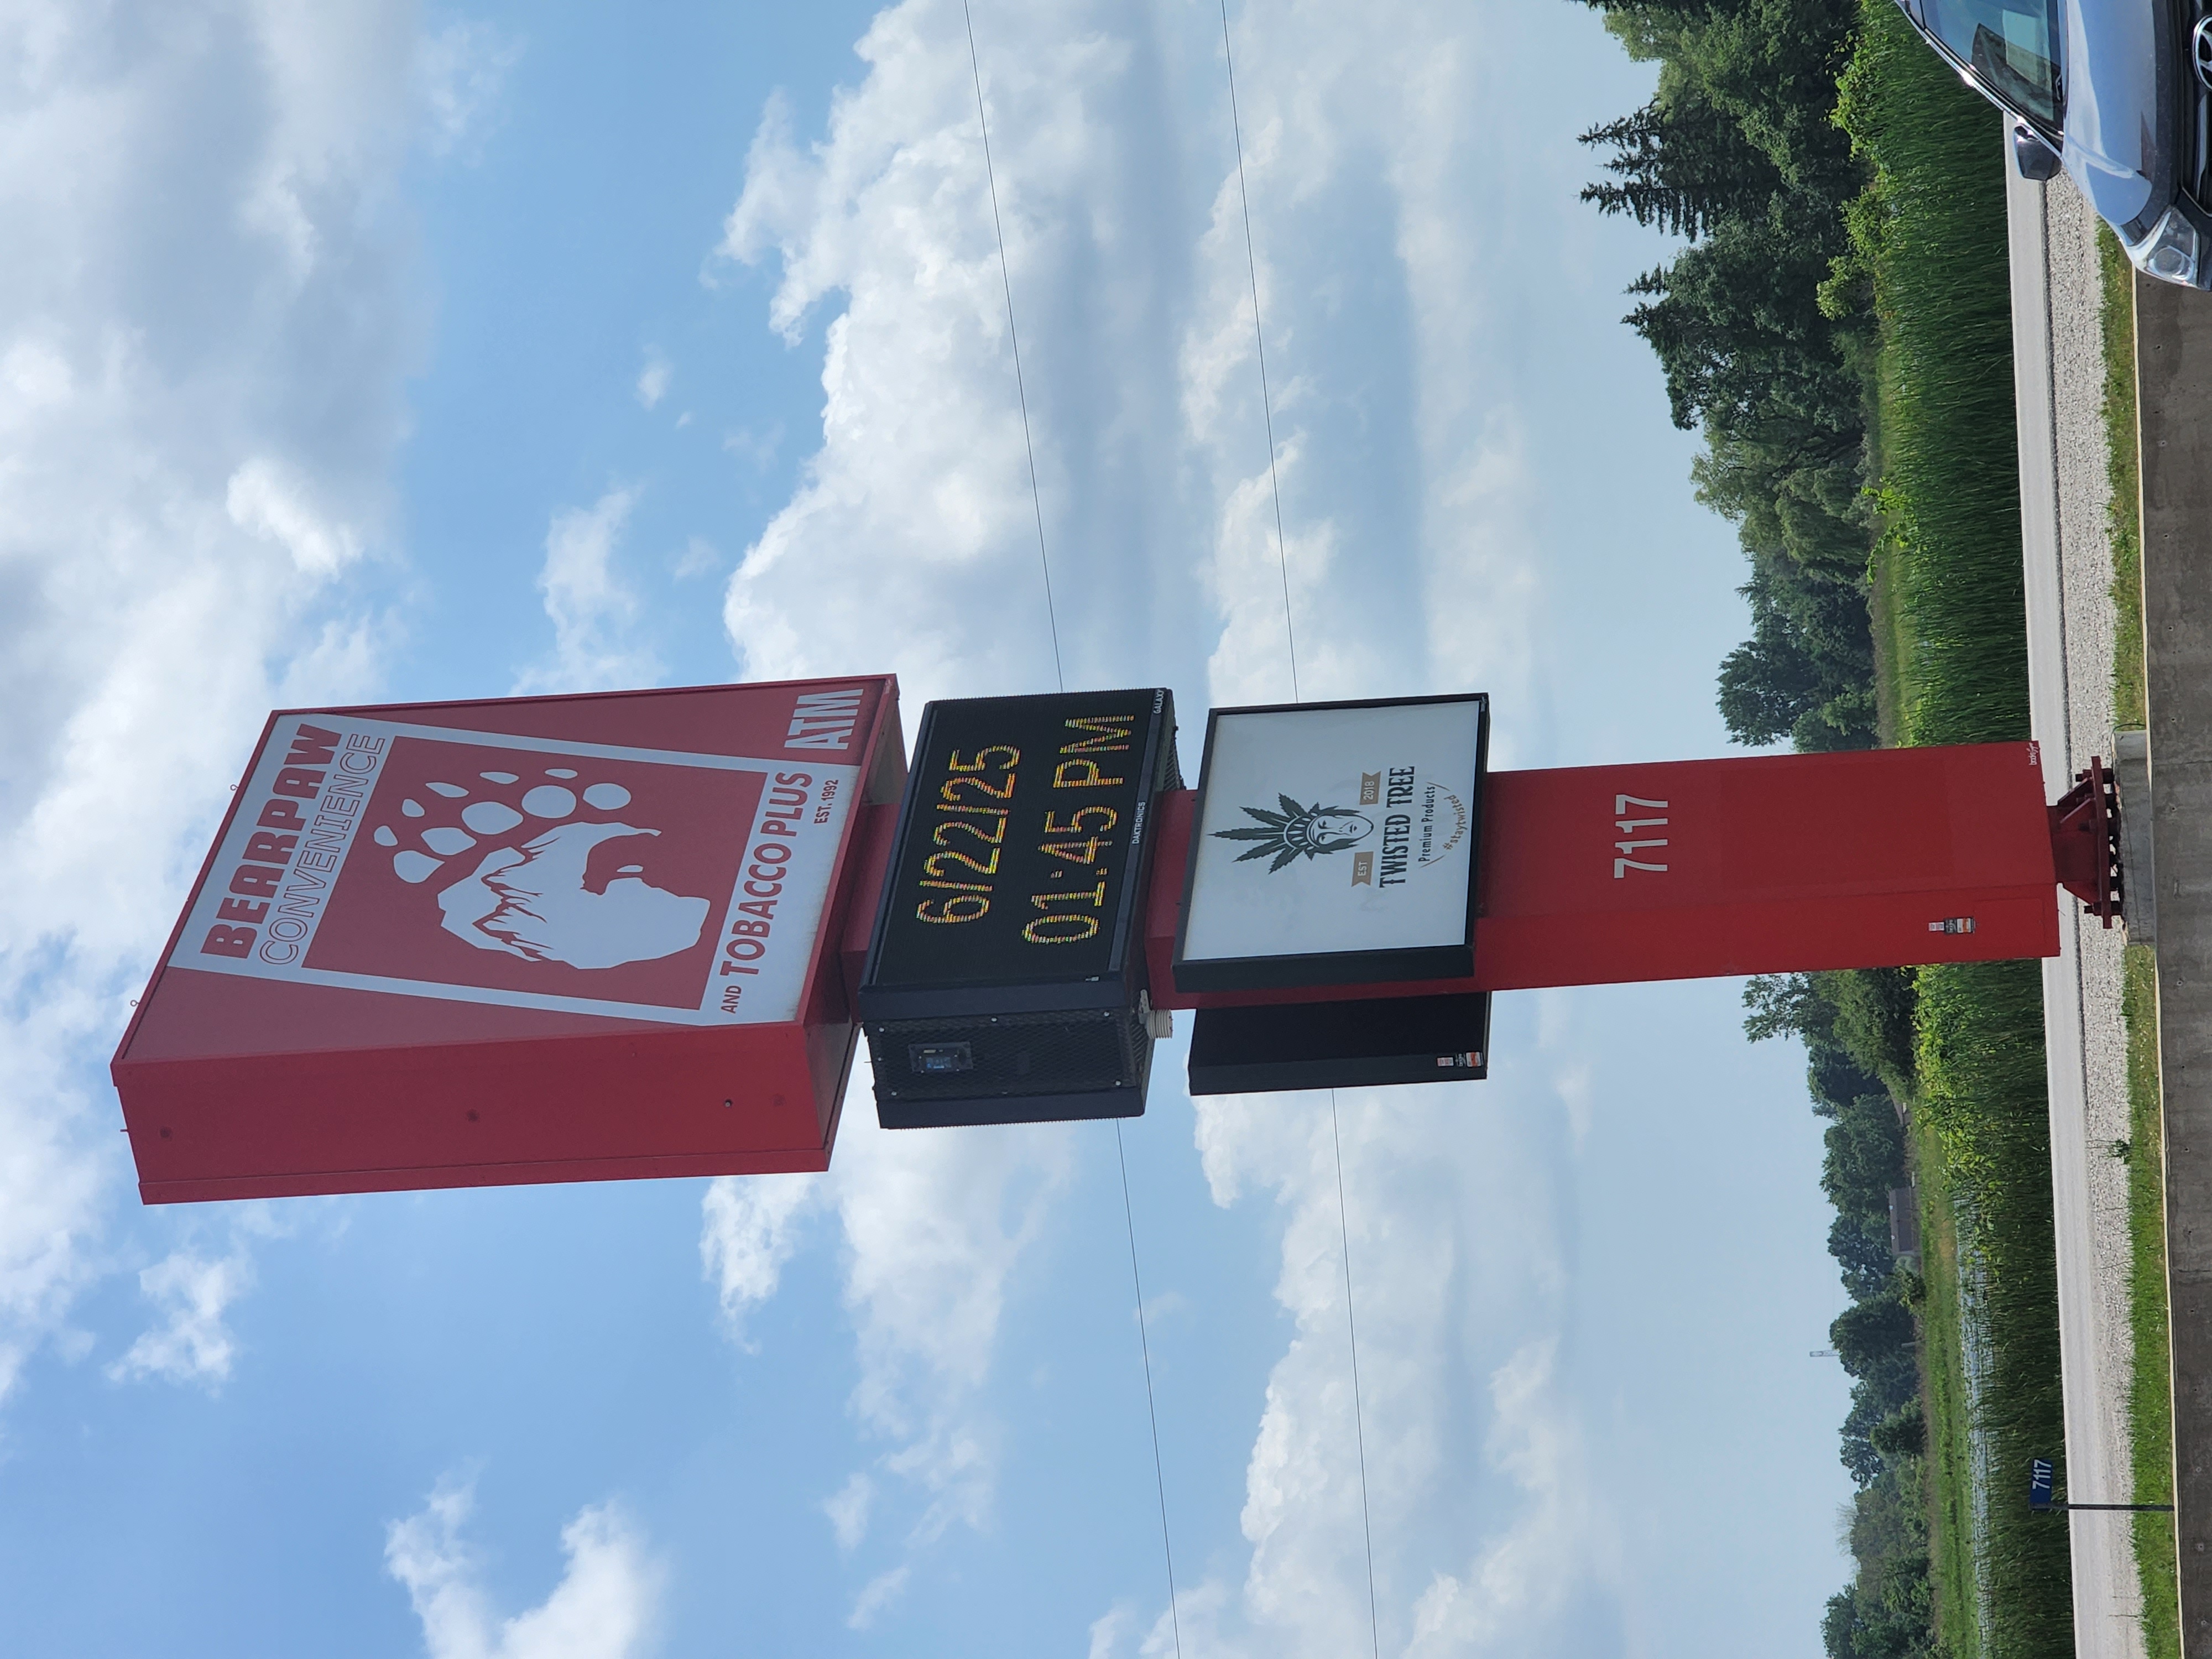 BEARPAW
CONVENIENCE
AND TOBACCO PLUS
EST. 1992
ATM
6/22/25
01:45 PM
DAKTRONICS
GALAXY
EST
2018
TWISTED TREE
Premium Products
#staytwisted
7117
7117